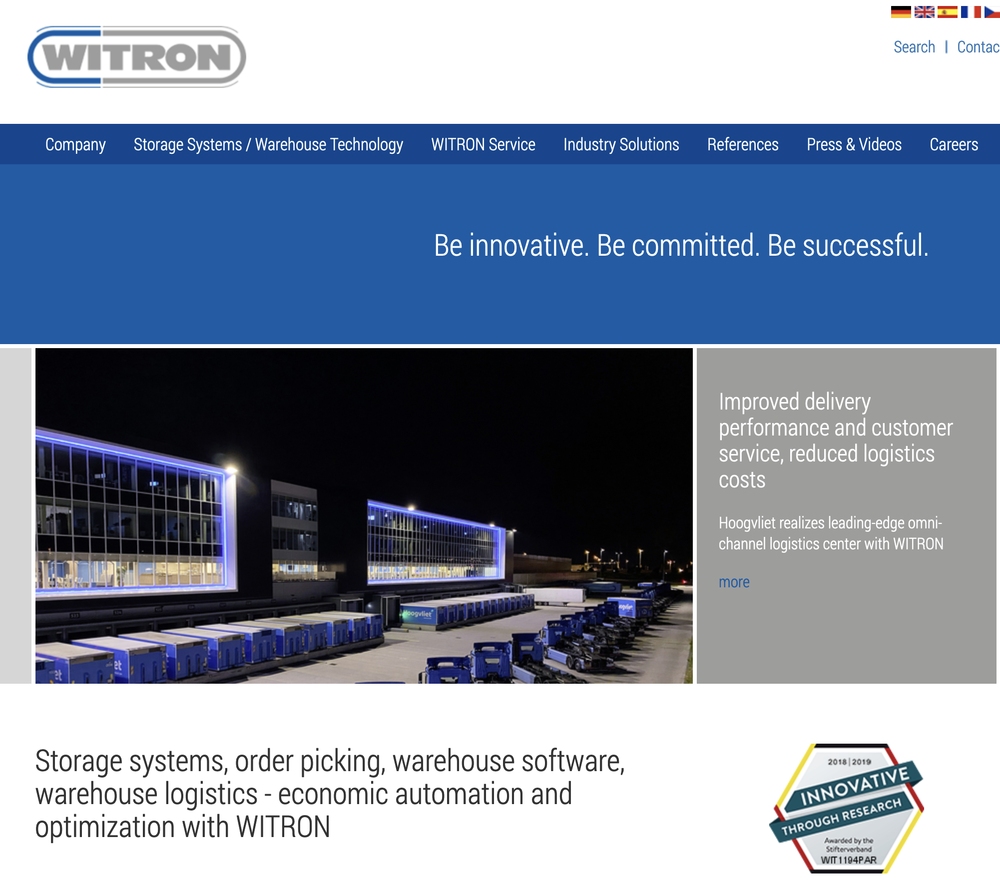 WITRON
Search | Contac
Company Storage Systems / Warehouse Technology WITRON Service Industry Solutions References Press & Videos Careers
Be innovative. Be committed. Be successful.
Improved delivery
performance and customer
service, reduced logistics
costs
Hoogvliet realizes leading-edge omni-
channel logistics center with WITRON
more
Hoogvliet
et
et
Storage systems, order picking, warehouse software,
warehouse logistics - economic automation and
optimization with WITRON
2018 | 2019
INNOVATIVE
THROUGH RESEARCH
Awarded by the
Stifterverband
WIT1194PAR